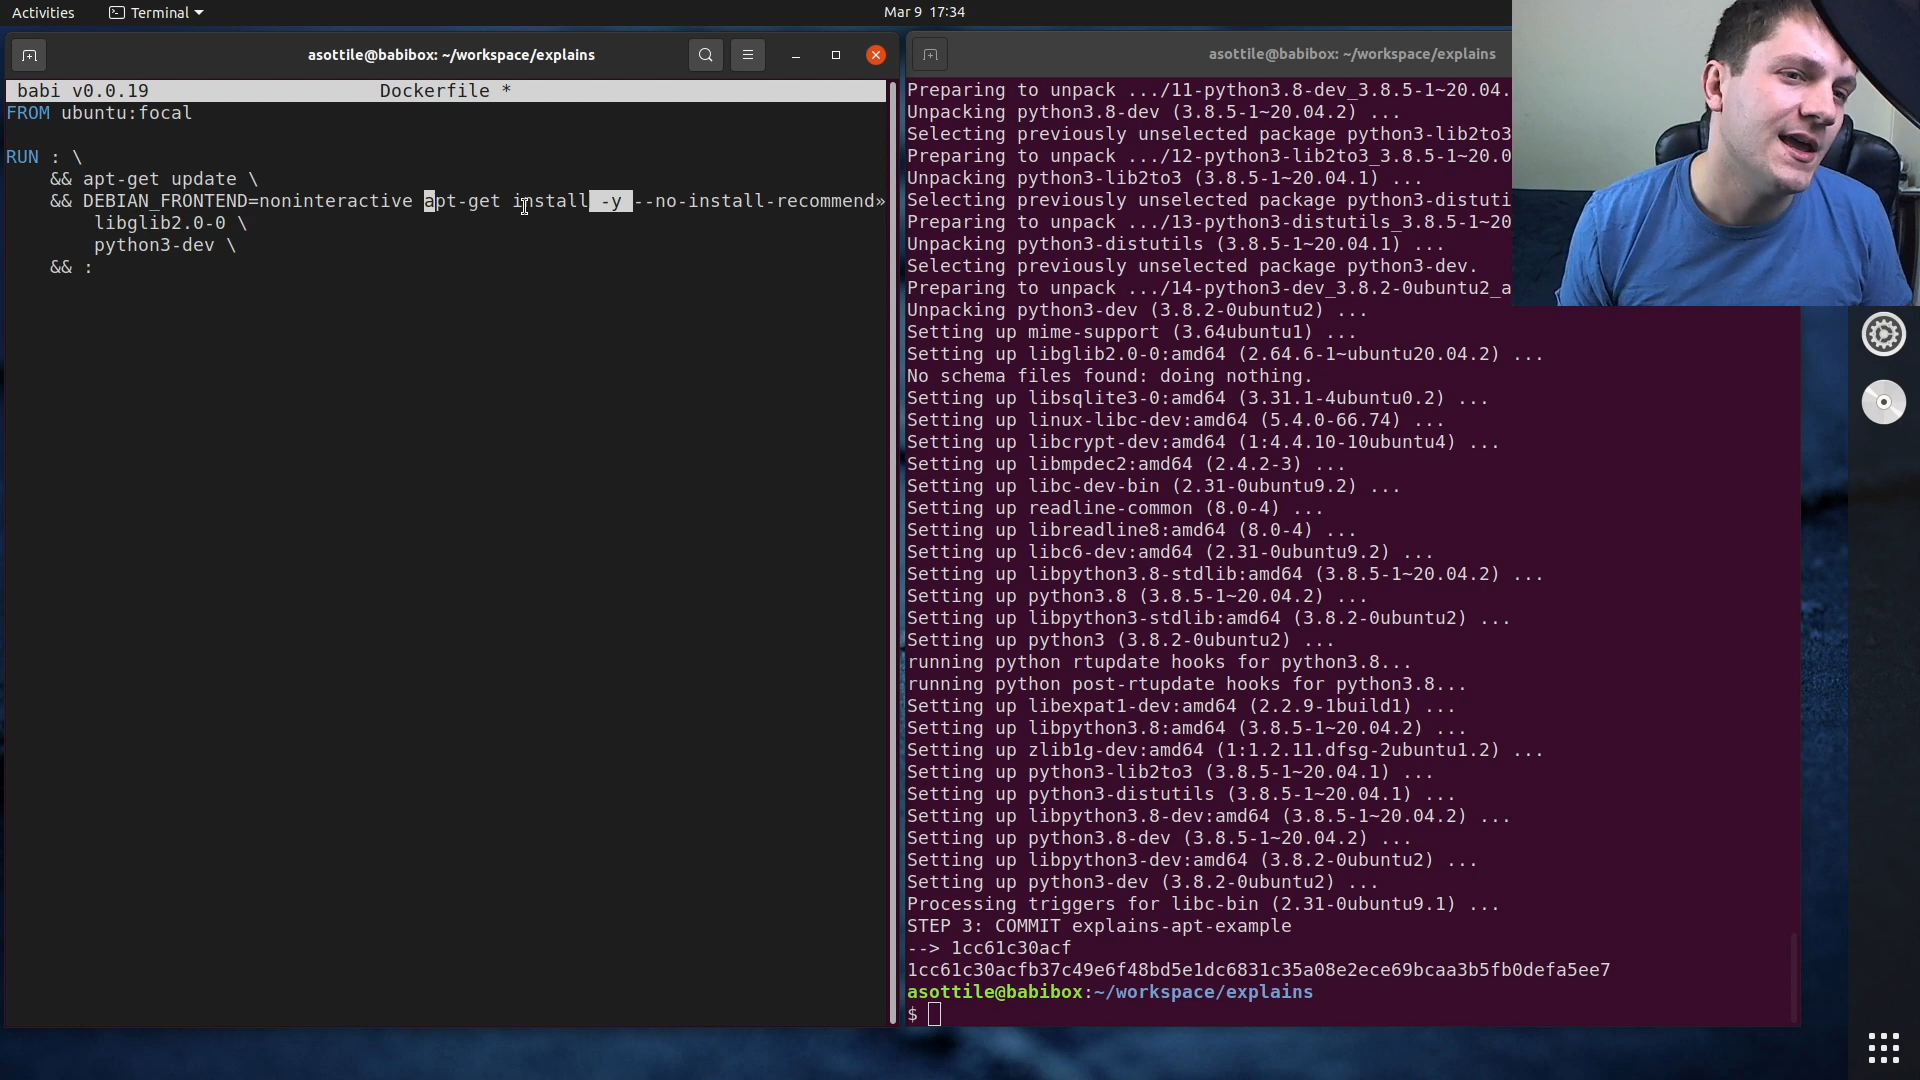 Activities
Terminal
Mar 9 17:34
asottile@babibox: ~/workspace/explains
babi v0.0.19 Dockerfile *
FROM ubuntu:focal
RUN : \
&& apt-get update \
&& DEBIAN_FRONTEND=noninteractive apt-get install -y --no-install-recommend»
libglib2.0-0 \
python3-dev \
&& :
asottile@babibox: ~/workspace/explains
Preparing to unpack .../11-python3.8-dev_3.8.5-1~20.04.
Unpacking python3.8-dev (3.8.5-1~20.04.2) ...
Selecting previously unselected package python3-lib2to3
Preparing to unpack .../12-python3-lib2to3_3.8.5-1~20.0
Unpacking python3-lib2to3 (3.8.5-1~20.04.1) ...
Selecting previously unselected package python3-distuti
Preparing to unpack .../13-python3-distutils_3.8.5-1~20
Unpacking python3-distutils (3.8.5-1~20.04.1) ...
Selecting previously unselected package python3-dev.
Preparing to unpack .../14-python3-dev_3.8.2-0ubuntu2_a
Unpacking python3-dev (3.8.2-0ubuntu2) ...
Setting up mime-support (3.64ubuntu1) ...
Setting up libglib2.0-0:amd64 (2.64.6-1~ubuntu20.04.2) ...
No schema files found: doing nothing.
Setting up libsqlite3-0:amd64 (3.31.1-4ubuntu0.2) ...
Setting up linux-libc-dev:amd64 (5.4.0-66.74) ...
Setting up libcrypt-dev:amd64 (1:4.4.10-10ubuntu4) ...
Setting up libmpdec2:amd64 (2.4.2-3) ...
Setting up libc-dev-bin (2.31-0ubuntu9.2) ...
Setting up readline-common (8.0-4) ...
Setting up libreadline8:amd64 (8.0-4) ...
Setting up libc6-dev:amd64 (2.31-0ubuntu9.2) ...
Setting up libpython3.8-stdlib:amd64 (3.8.5-1~20.04.2) ...
Setting up python3.8 (3.8.5-1~20.04.2) ...
Setting up libpython3-stdlib:amd64 (3.8.2-0ubuntu2) ...
Setting up python3 (3.8.2-0ubuntu2) ...
running python rtupdate hooks for python3.8...
running python post-rtupdate hooks for python3.8...
Setting up libexpat1-dev:amd64 (2.2.9-1build1) ...
Setting up libpython3.8:amd64 (3.8.5-1~20.04.2) ...
Setting up zlib1g-dev:amd64 (1:1.2.11.dfsg-2ubuntu1.2) ...
Setting up python3-lib2to3 (3.8.5-1~20.04.1) ...
Setting up python3-distutils (3.8.5-1~20.04.1) ...
Setting up libpython3.8-dev:amd64 (3.8.5-1~20.04.2) ...
Setting up python3.8-dev (3.8.5-1~20.04.2) ...
Setting up libpython3-dev:amd64 (3.8.2-0ubuntu2) ...
Setting up python3-dev (3.8.2-0ubuntu2) ...
Processing triggers for libc-bin (2.31-0ubuntu9.1) ...
STEP 3: COMMIT explains-apt-example
--> 1cc61c30acf
1cc61c30acfb37c49e6f48bd5e1dc6831c35a08e2ece69bcaa3b5fb0defa5ee7
asottile@babibox:~/workspace/explains
$